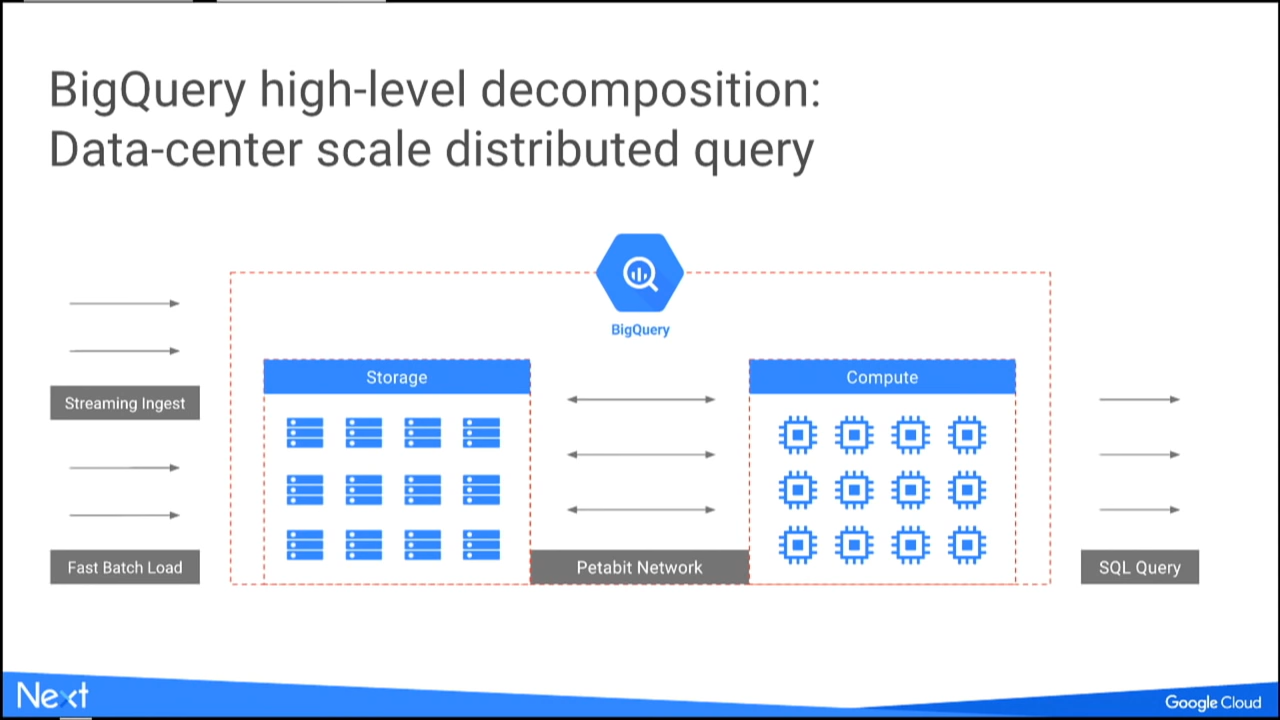 BigQuery high-level decomposition:
Data-center scale distributed query
BigQuery
Storage
Compute
Streaming Ingest
Fast Batch Load
Petabit Network
SQL Query
Next
Google Cloud